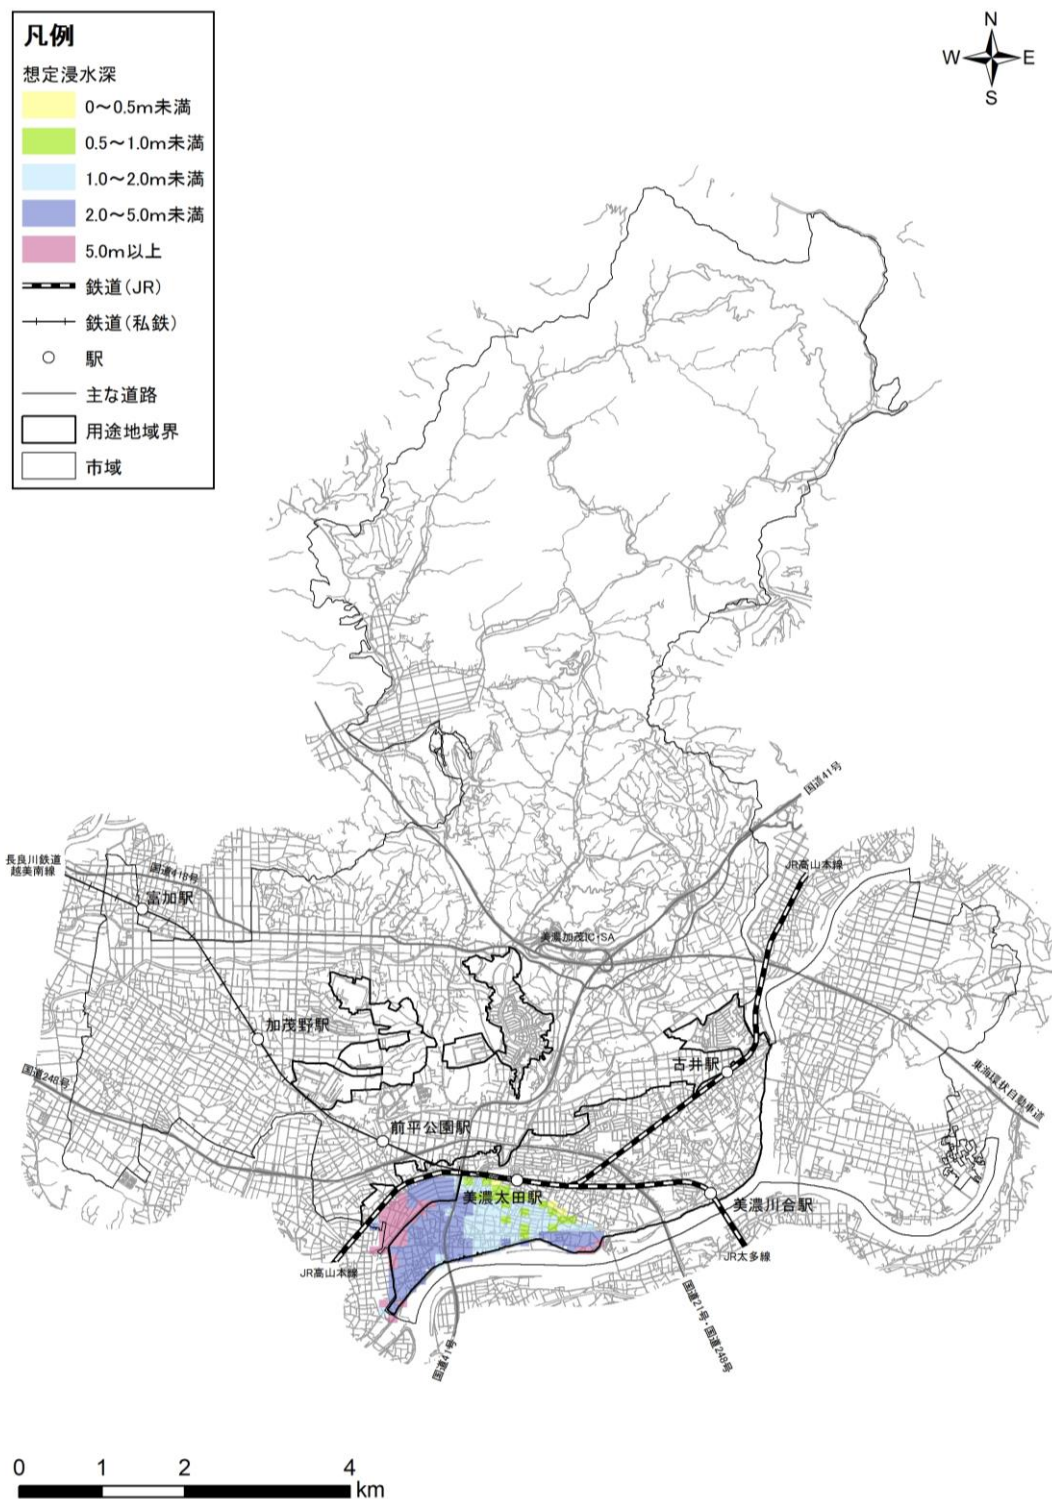 凡例
想定浸水深
0～0.5m未満
0.5～1.0m未満
1.0～2.0m未満
2.0～5.0m未満
5.0m以上
鉄道(JR)
鉄道(私鉄)
駅
主な道路
用途地域界
市域
N
W E
S
国道41号
長良川鉄道
越美南線
国道418号
富加駅
JR高山本線
美濃加茂IC・SA
加茂野駅
古井駅
国道248号
東海環状自動車道
前平公園駅
美濃太田駅
美濃川合駅
JR高山本線
JR太多線
国道41号
国道21号・国道248号
0 1 2 4
km